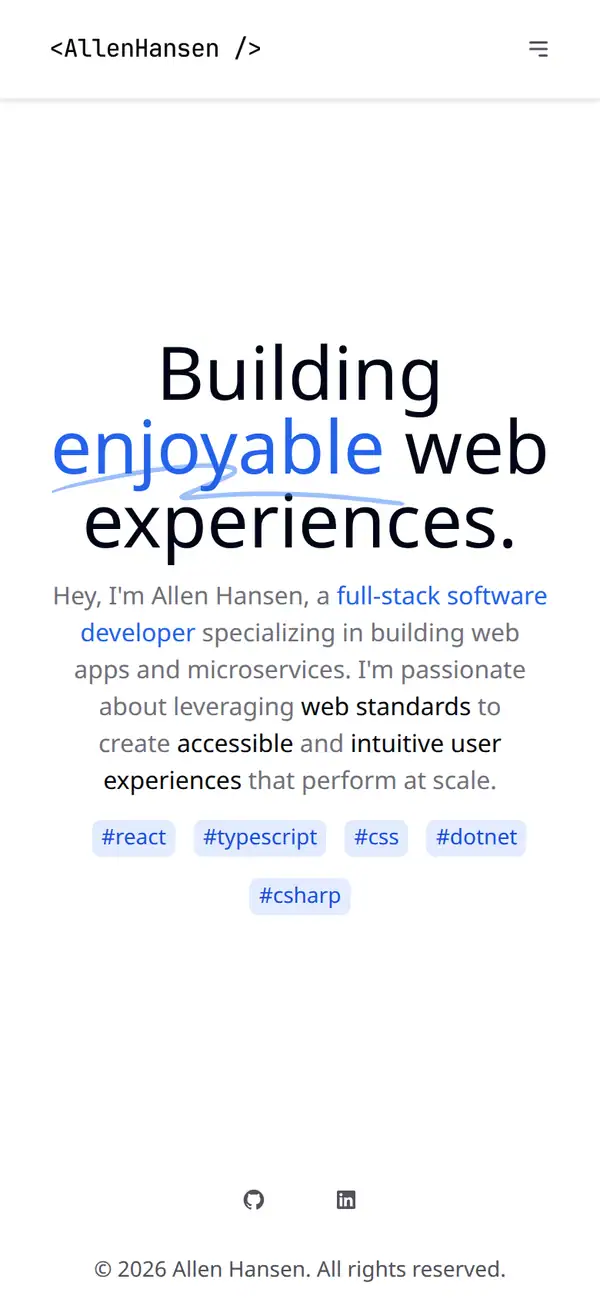 <AllenHansen />
Building
enjoyable web
experiences.
Hey, I'm Allen Hansen, a full-stack software
developer specializing in building web
apps and microservices. I'm passionate
about leveraging web standards to
create accessible and intuitive user
experiences that perform at scale.
#react #typescript #css #dotnet
#csharp
© 2026 Allen Hansen. All rights reserved.